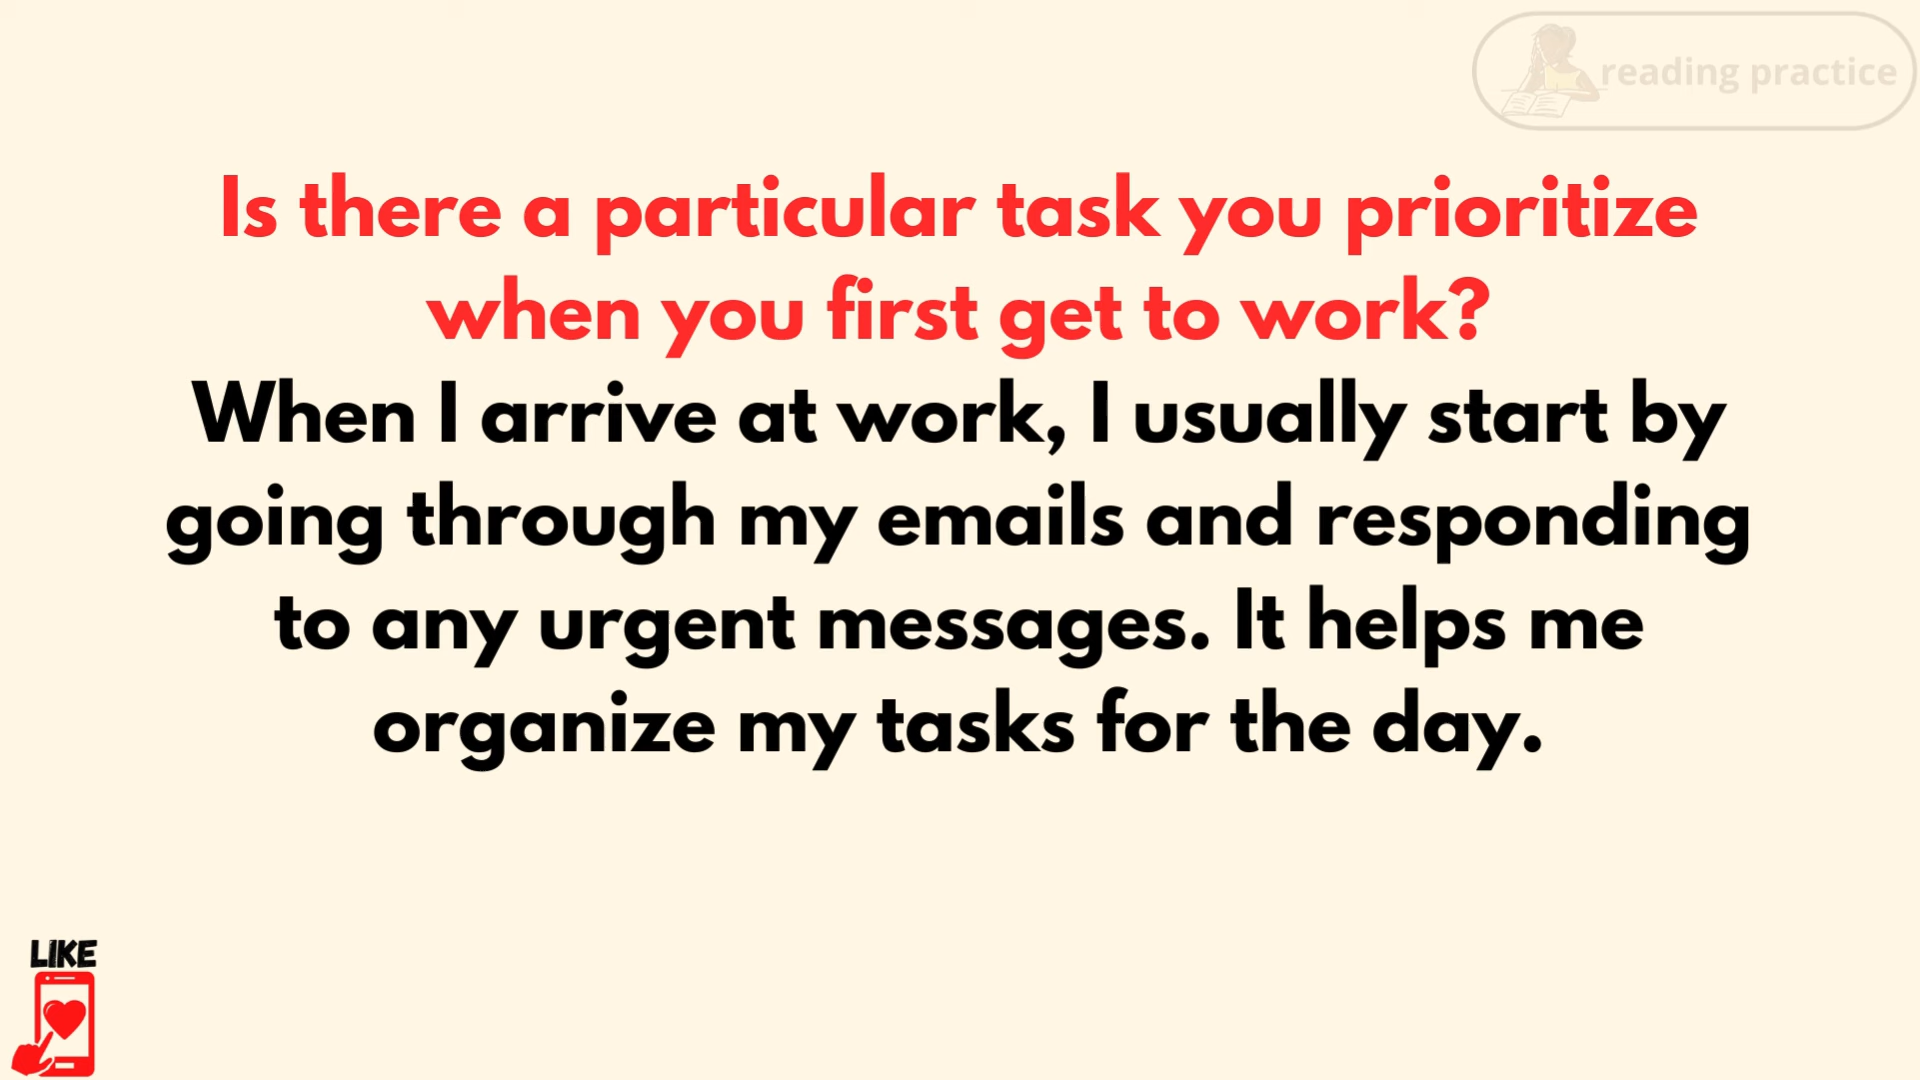 reading practice
Is there a particular task you prioritize
when you first get to work?
When I arrive at work, I usually start by
going through my emails and responding
to any urgent messages. It helps me
organize my tasks for the day.
LIKE